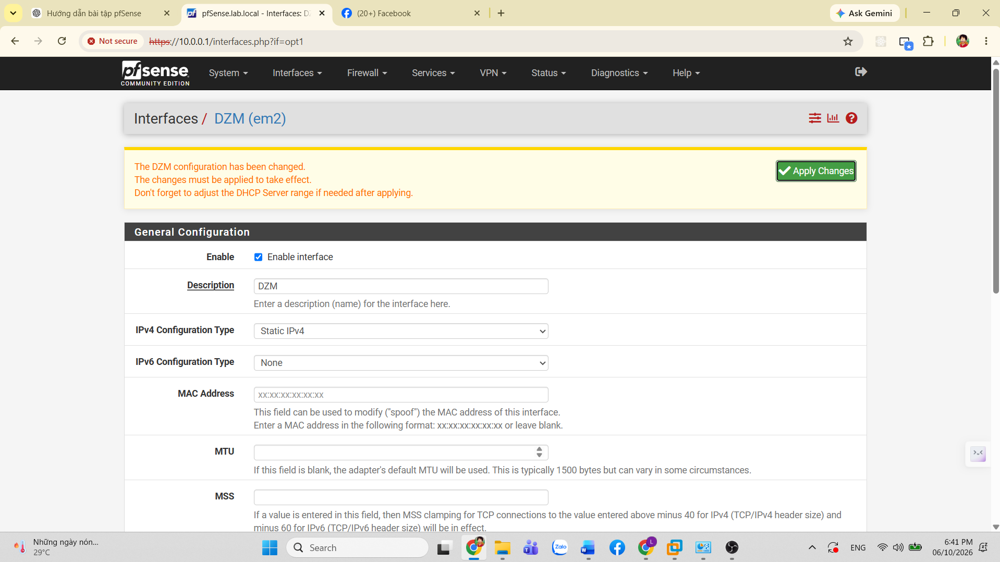 Hướng dẫn bài tập pfSense
pfSense.lab.local - Interfaces: DZ
(20+) Facebook
Ask Gemini
Not secure
https://10.0.0.1/interfaces.php?if=opt1
pfsense
COMMUNITY EDITION
System
Interfaces
Firewall
Services
VPN
Status
Diagnostics
Help
Interfaces / DZM (em2)
The DZM configuration has been changed.
The changes must be applied to take effect.
Don't forget to adjust the DHCP Server range if needed after applying.
Apply Changes
General Configuration
Enable
Enable interface
Description
DZM
Enter a description (name) for the interface here.
IPv4 Configuration Type
Static IPv4
IPv6 Configuration Type
None
MAC Address
xx:xx:xx:xx:xx:xx
This field can be used to modify ("spoof") the MAC address of this interface.
Enter a MAC address in the following format: xx:xx:xx:xx:xx:xx or leave blank.
MTU
If this field is blank, the adapter's default MTU will be used. This is typically 1500 bytes but can vary in some circumstances.
MSS
If a value is entered in this field, then MSS clamping for TCP connections to the value entered above minus 40 for IPv4 (TCP/IPv4 header size) and
minus 60 for IPv6 (TCP/IPv6 header size) will be in effect.
Những ngày nón...
29°C
Search
Zalo
L
ENG
6:41 PM
06/10/2026